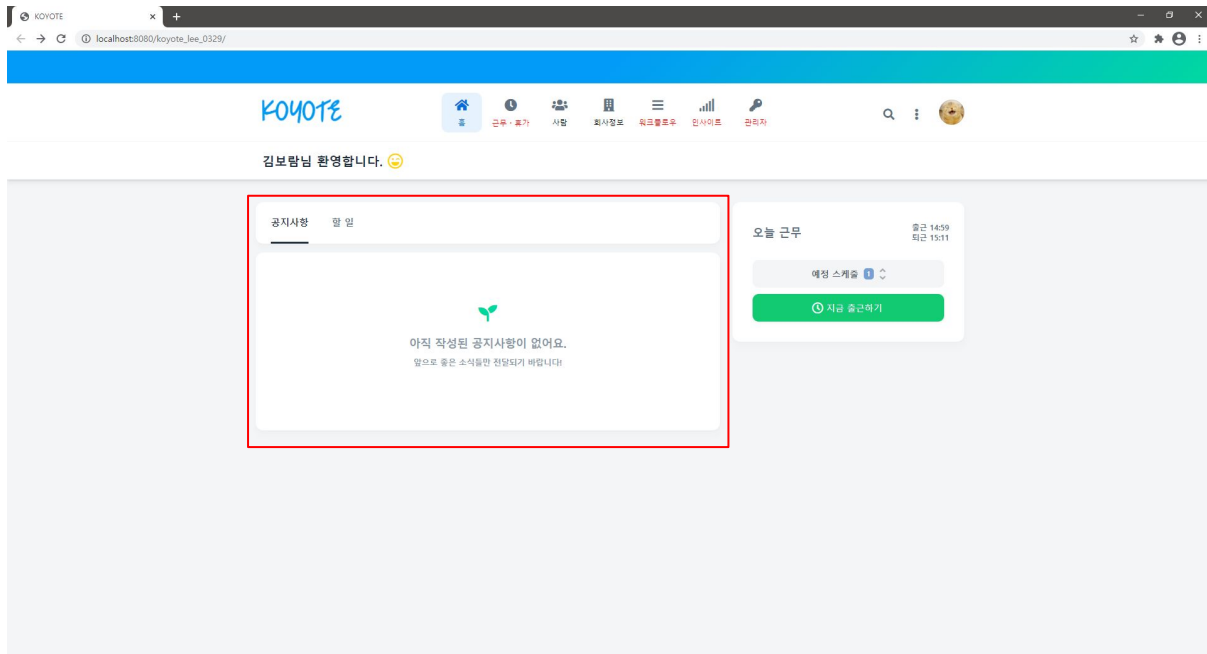 KOYOTE
localhost:8080/koyote_lee_0329/
KOYOTE
홈
근무 · 휴가
사람
회사정보
워크플로우
인사이트
관리자
김보람님 환영합니다.
공지사항 할 일
아직 작성된 공지사항이 없어요.
앞으로 좋은 소식들만 전달되기 바랍니다!
오늘 근무
출근 14:59
퇴근 15:11
예정 스케줄 1
지금 출근하기